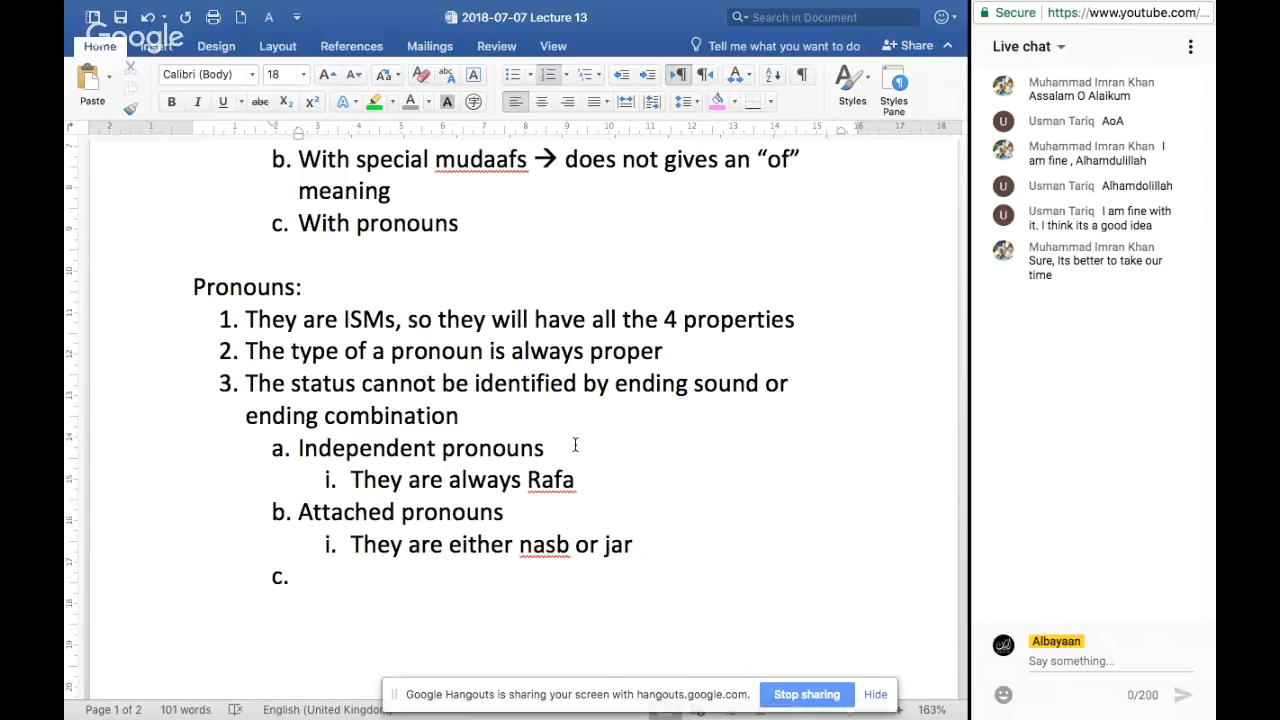 2018-07-07 Lecture 13
Search in Document
Google
Home Insert Design Layout References Mailings Review View
Tell me what you want to do
Share
Paste
Calibri (Body)
18
Styles
Styles Pane
b. With special mudaafs → does not gives an “of”
meaning
c. With pronouns
Pronouns:
1. They are ISMs, so they will have all the 4 properties
2. The type of a pronoun is always proper
3. The status cannot be identified by ending sound or
ending combination
a. Independent pronouns
i. They are always Rafa
b. Attached pronouns
i. They are either nasb or jar
c.
Google Hangouts is sharing your screen with hangouts.google.com.
Stop sharing
Hide
Page 1 of 2
101 words
English (United Kingdom)
163%
Secure https://www.youtube.com/...
Live chat
Muhammad Imran Khan
Assalam O Alaikum
Usman Tariq AoA
Muhammad Imran Khan I
am fine , Alhamdulillah
Usman Tariq Alhamdolillah
Usman Tariq I am fine with
it. I think its a good idea
Muhammad Imran Khan
Sure, Its better to take our
time
Albayaan
Say something...
0/200